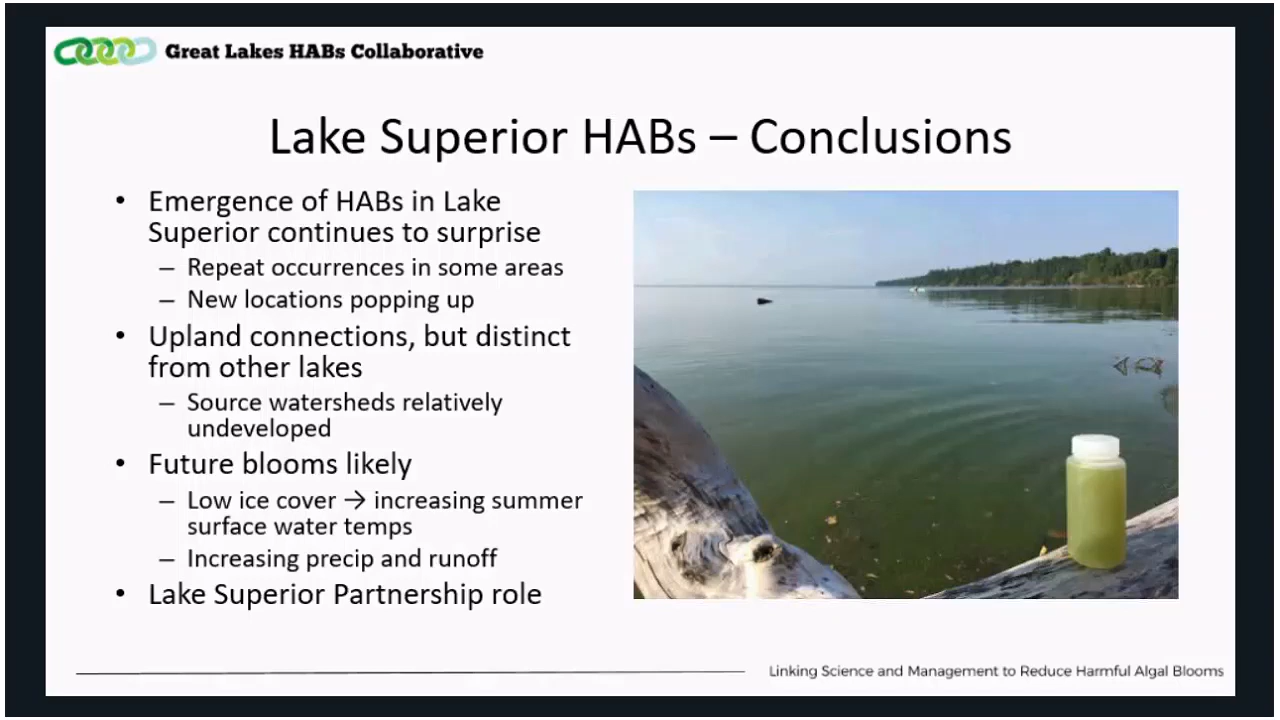 Great Lakes HABs Collaborative
Lake Superior HABs – Conclusions
• Emergence of HABs in Lake
Superior continues to surprise
– Repeat occurrences in some areas
– New locations popping up
• Upland connections, but distinct
from other lakes
– Source watersheds relatively
undeveloped
• Future blooms likely
– Low ice cover → increasing summer
surface water temps
– Increasing precip and runoff
• Lake Superior Partnership role
Linking Science and Management to Reduce Harmful Algal Blooms